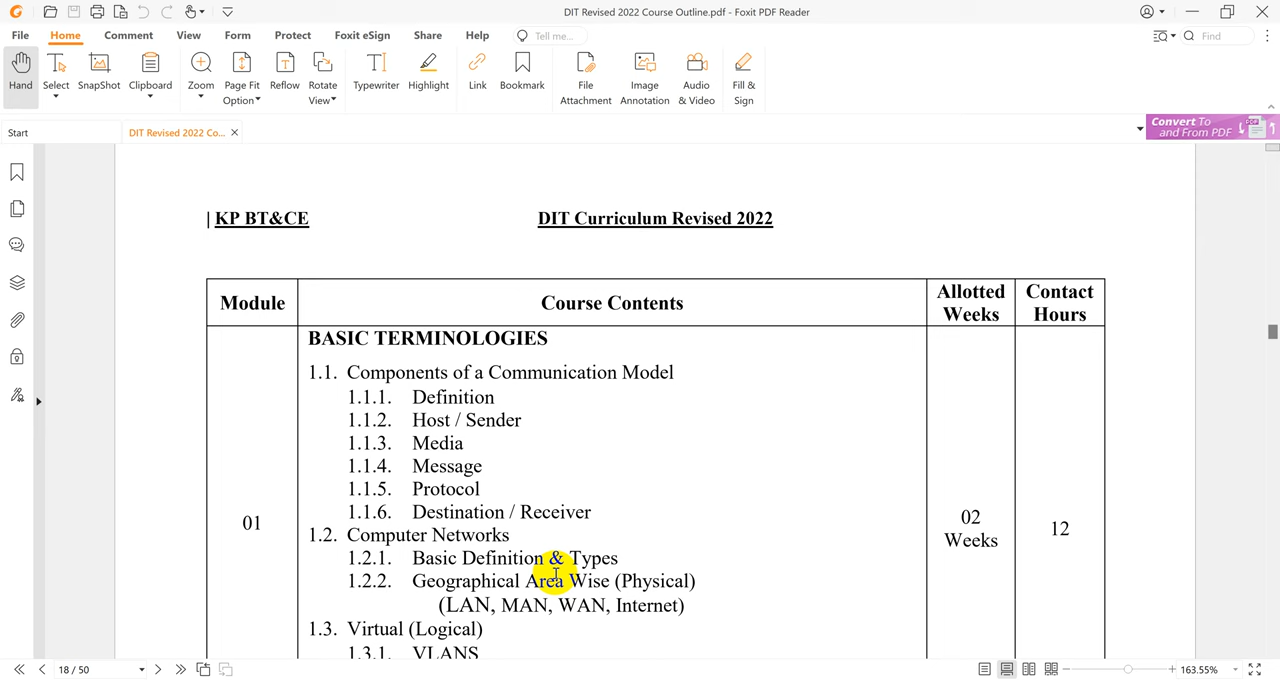 DIT Revised 2022 Course Outline.pdf - Foxit PDF Reader
File Home Comment View Form Protect Foxit eSign Share Help Tell me... Find
Hand Select SnapShot Clipboard Zoom Page Fit Option Reflow Rotate View Typewriter Highlight Link Bookmark File Attachment Image Annotation Audio & Video Fill & Sign
Start DIT Revised 2022 Co... Convert To and From PDF
| KP BT&CE DIT Curriculum Revised 2022
Module Course Contents Allotted Weeks Contact Hours
BASIC TERMINOLOGIES
1.1. Components of a Communication Model
1.1.1. Definition
1.1.2. Host / Sender
1.1.3. Media
1.1.4. Message
1.1.5. Protocol
1.1.6. Destination / Receiver
01 02 Weeks 12
1.2. Computer Networks
1.2.1. Basic Definition & Types
1.2.2. Geographical Area Wise (Physical)
(LAN, MAN, WAN, Internet)
1.3. Virtual (Logical)
1.3.1. VLANS
18 / 50 163.55%